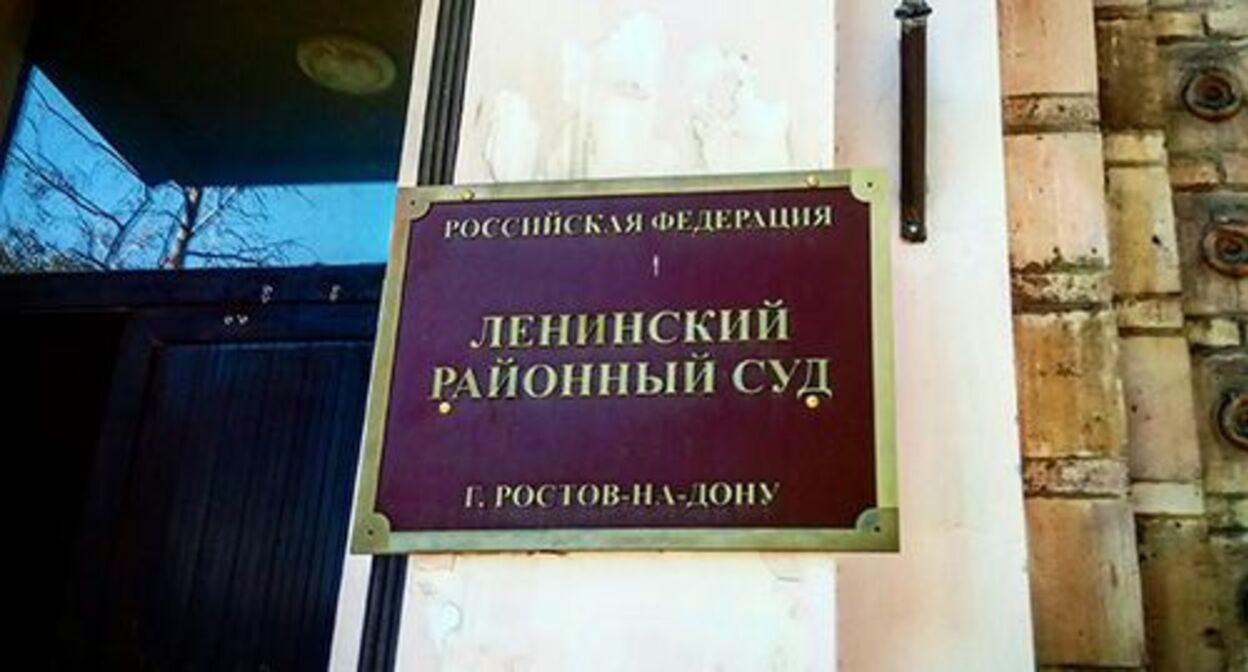 РОССИЙСКАЯ ФЕДЕРАЦИЯ
ЛЕНИНСКИЙ
РАЙОННЫЙ СУД
Г. РОСТОВ-НА-ДОНУ